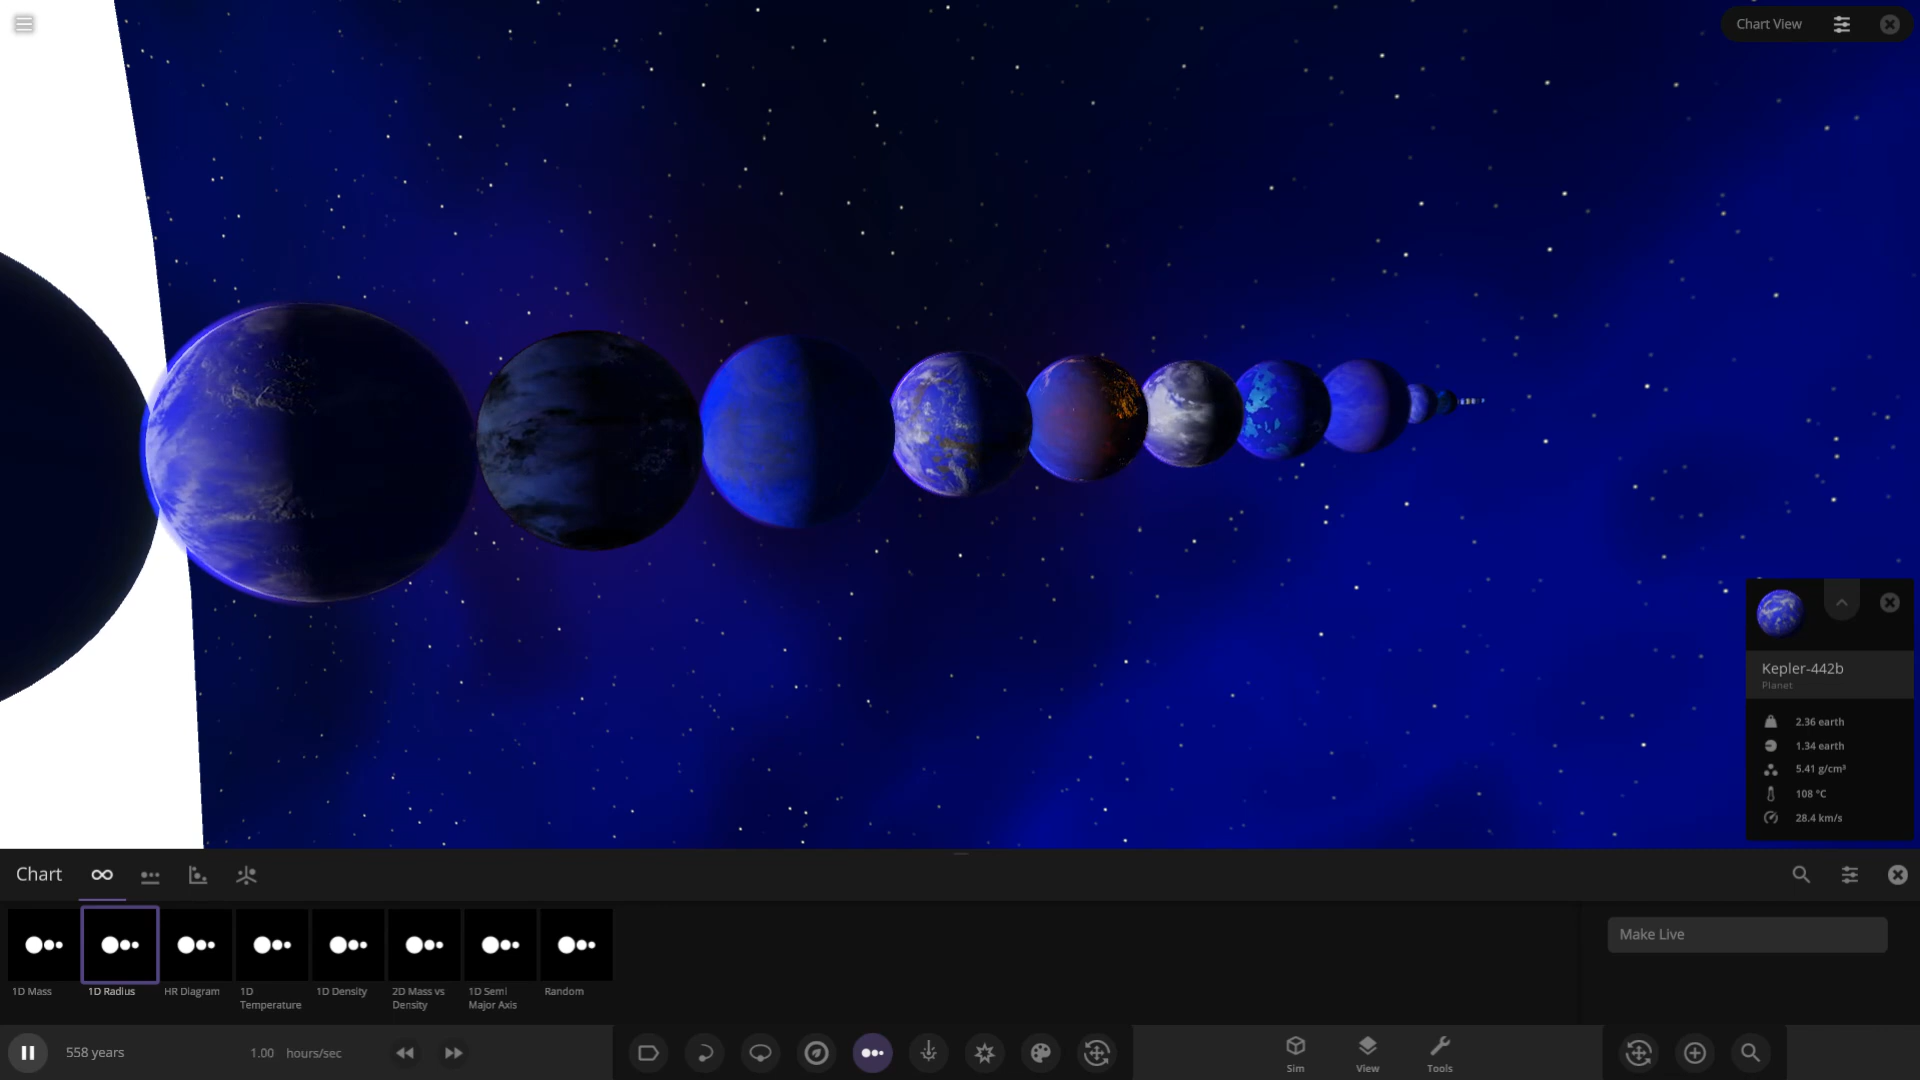 Chart View
Kepler-442b
Planet
2.36 earth
1.34 earth
5.41 g/cm³
108 °C
28.4 km/s
Chart
Make Live
1D Mass
1D Radius
HR Diagram
1D
Temperature
1D Density
2D Mass vs
Density
1D Semi
Major Axis
Random
558 years
1.00 hours/sec
Sim
View
Tools